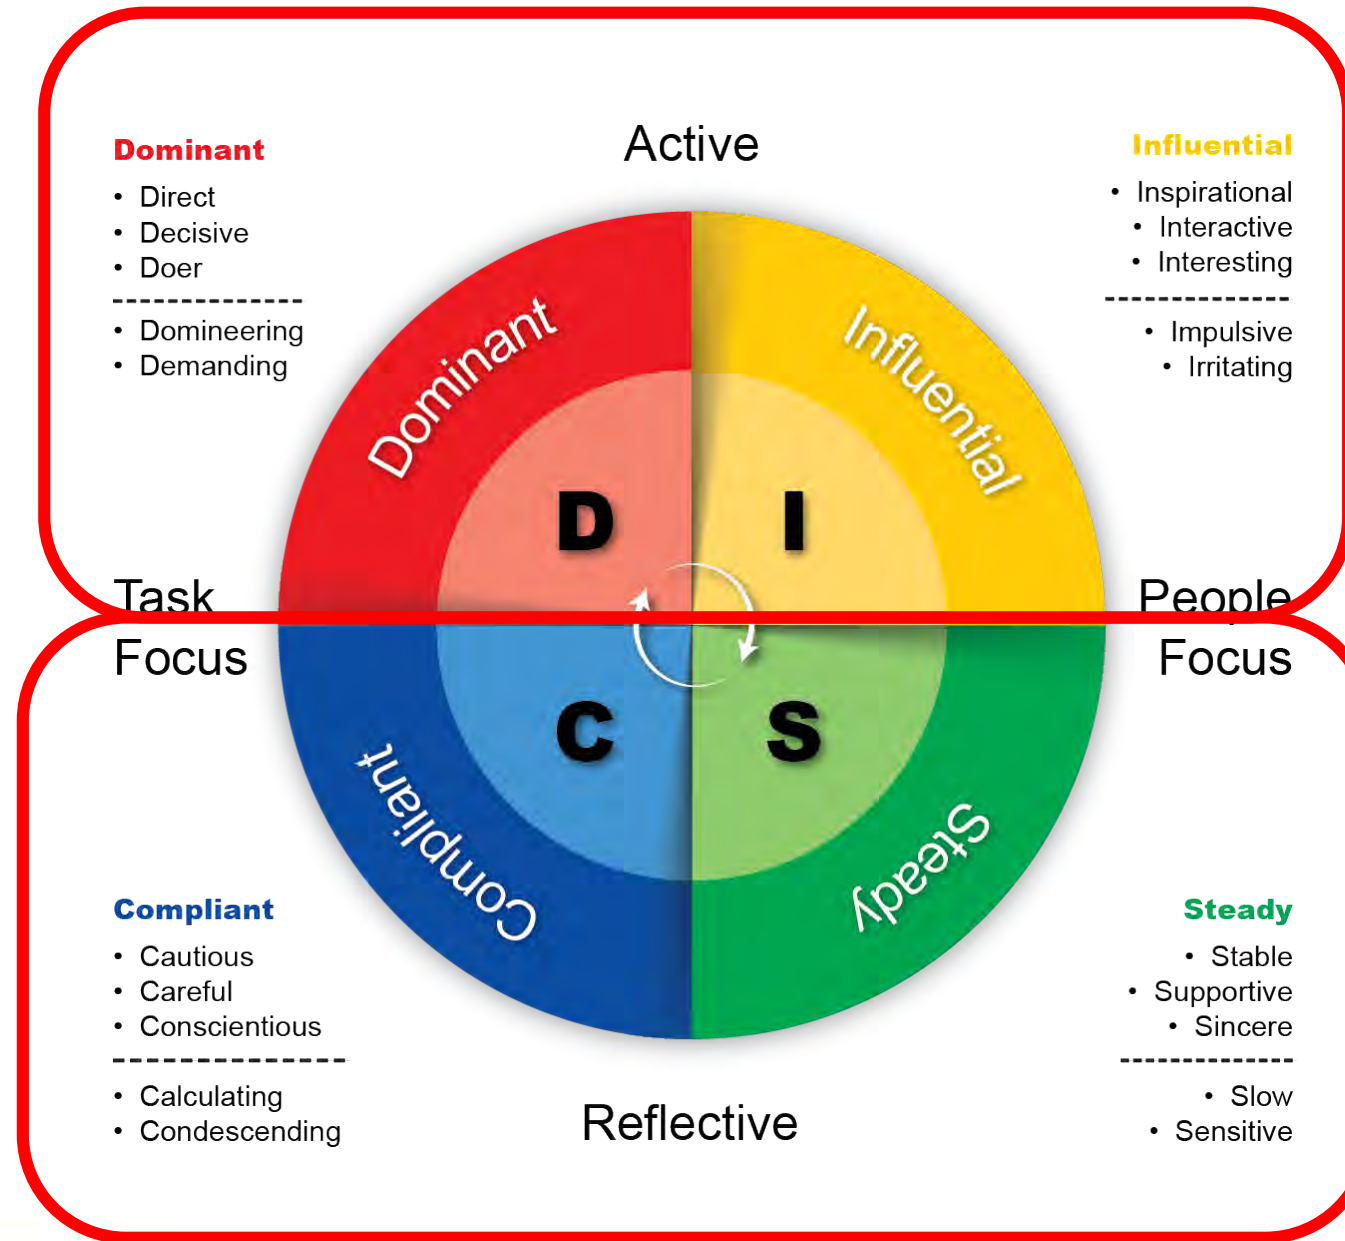 Active
Dominant
• Direct
• Decisive
• Doer
• Domineering
• Demanding
Influential
• Inspirational
• Interactive
• Interesting
• Impulsive
• Irritating
Dominant
Influential
D
I
Task
Focus
People
Focus
C
S
Compliant
Steady
Compliant
• Cautious
• Careful
• Conscientious
• Calculating
• Condescending
Steady
• Stable
• Supportive
• Sincere
• Slow
• Sensitive
Reflective